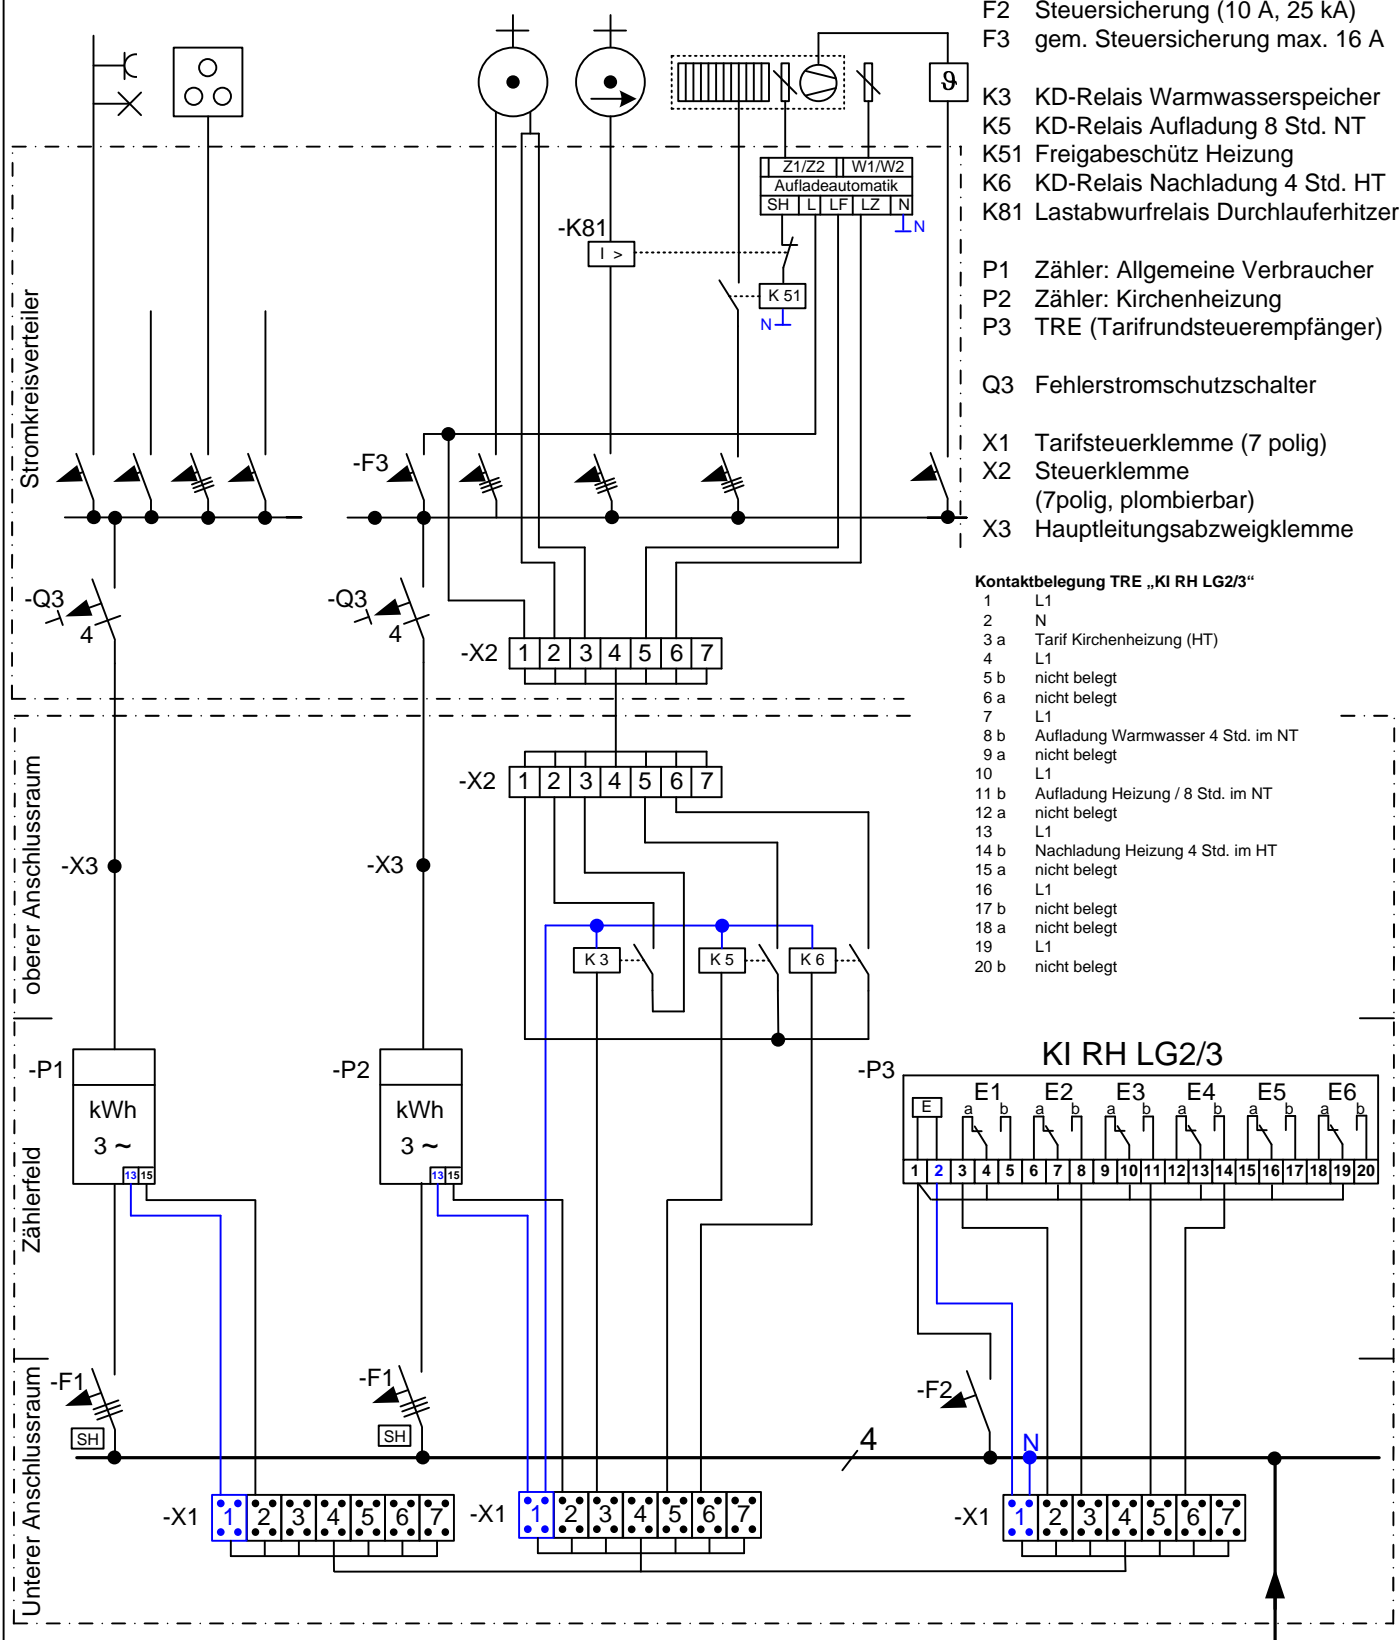 F2 Steuersicherung (10 A, 25 kA)
F3 gem. Steuersicherung max. 16 A
K3 KD-Relais Warmwasserspeicher
K5 KD-Relais Aufladung 8 Std. NT
K51 Freigabeschütz Heizung
K6 KD-Relais Nachladung 4 Std. HT
K81 Lastabwurfrelais Durchlauferhitzer
P1 Zähler: Allgemeine Verbraucher
P2 Zähler: Kirchenheizung
P3 TRE (Tarifrundsteuerempfänger)
Q3 Fehlerstromschutzschalter
X1 Tarifsteuerklemme (7 polig)
X2 Steuerklemme
(7polig, plombierbar)
X3 Hauptleitungsabzweigklemme
Kontaktbelegung TRE „KI RH LG2/3“
1 L1
2 N
3 a Tarif Kirchenheizung (HT)
4 L1
5 b nicht belegt
6 a nicht belegt
7 L1
8 b Aufladung Warmwasser 4 Std. im NT
9 a nicht belegt
10 L1
11 b Aufladung Heizung / 8 Std. im NT
12 a nicht belegt
13 L1
14 b Nachladung Heizung 4 Std. im HT
15 a nicht belegt
16 L1
17 b nicht belegt
18 a nicht belegt
19 L1
20 b nicht belegt
ϑ
Z1/Z2 W1/W2
Aufladeautomatik
SH L LF LZ N
N
-K81
I >
K 51
N
Stromkreisverteiler
-F3
-Q3
4
-Q3
4
-X2 1 2 3 4 5 6 7
oberer Anschlussraum
-X2 1 2 3 4 5 6 7
-X3
-X3
K 3
K 5
K 6
Zählerfeld
-P1
kWh
3 ~
13 15
-P2
kWh
3 ~
13 15
KI RH LG2/3
-P3
E
E1 E2 E3 E4 E5 E6
a b a b a b a b a b a b
1 2 3 4 5 6 7 8 9 10 11 12 13 14 15 16 17 18 19 20
Unterer Anschlussraum
-F1
SH
-F1
SH
-F2
4
N
-X1 1 2 3 4 5 6 7
-X1 1 2 3 4 5 6 7
-X1 1 2 3 4 5 6 7